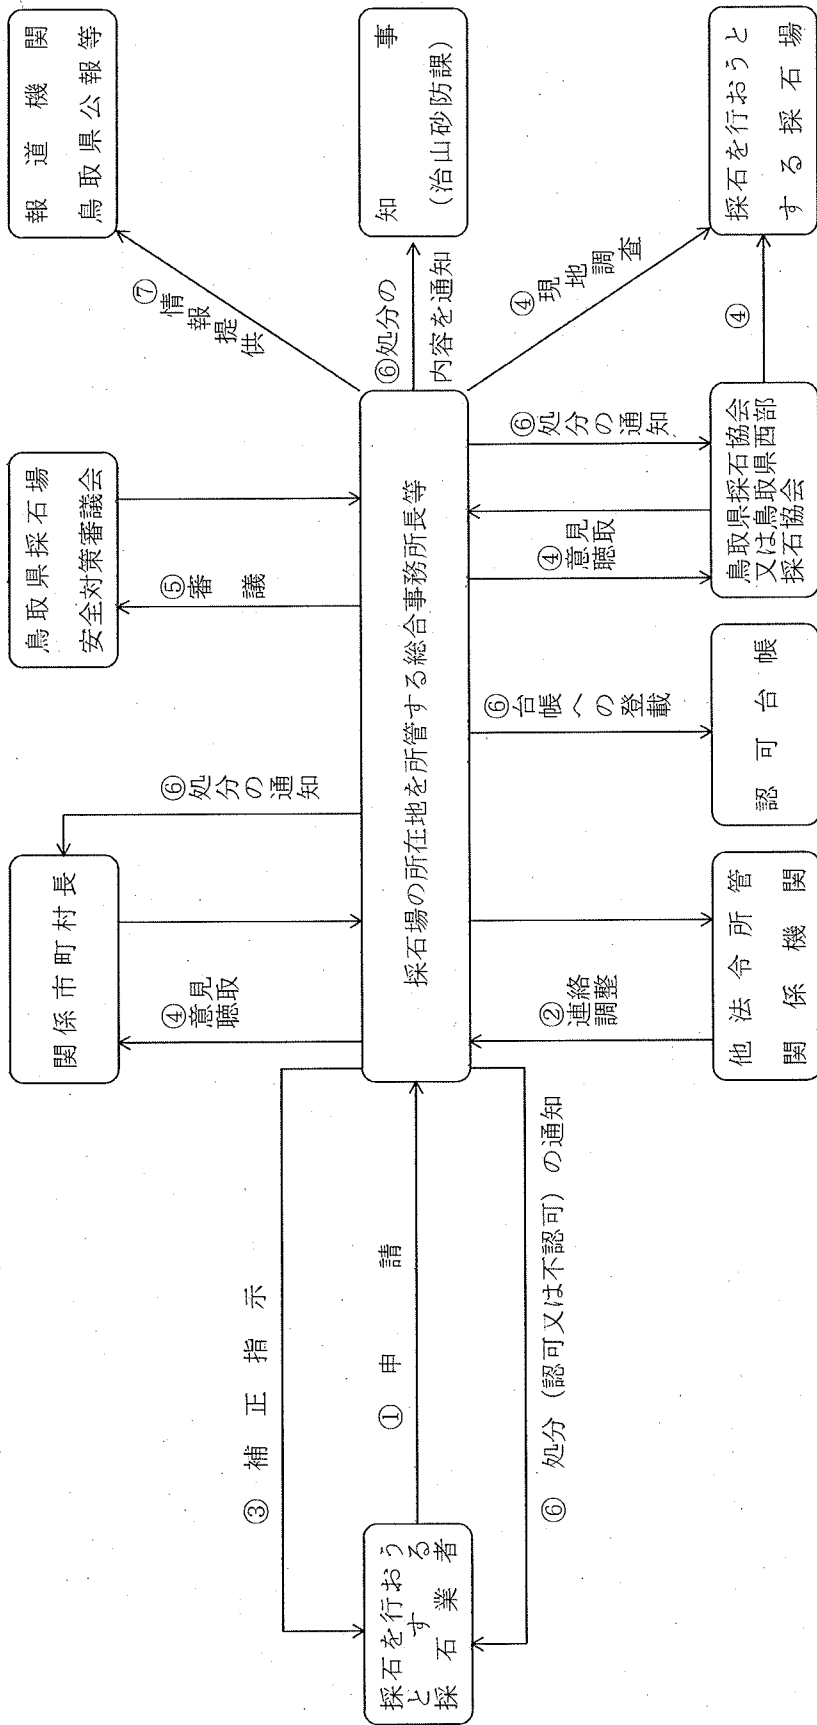 採石を行おう
とする
採石業者
③ 補正指示
① 申請
⑥ 処分（認可又は不認可）の通知
関係市町村長
④意見
聴取
⑥処分の通知
鳥取県採石場
安全対策審議会
⑤審議
報道機関
鳥取県公報等
⑦情報提供
採石場の所在地を所管する総合事務所長等
⑥処分の
内容を通知
知事
(治山砂防課)
②連絡
調整
他法令所管
関係機関
⑥台帳への登載
認可台帳
④意見
聴取
⑥処分の通知
鳥取県採石協会
又は鳥取県西部
採石協会
④
④現地調査
採石を行おうと
する採石場